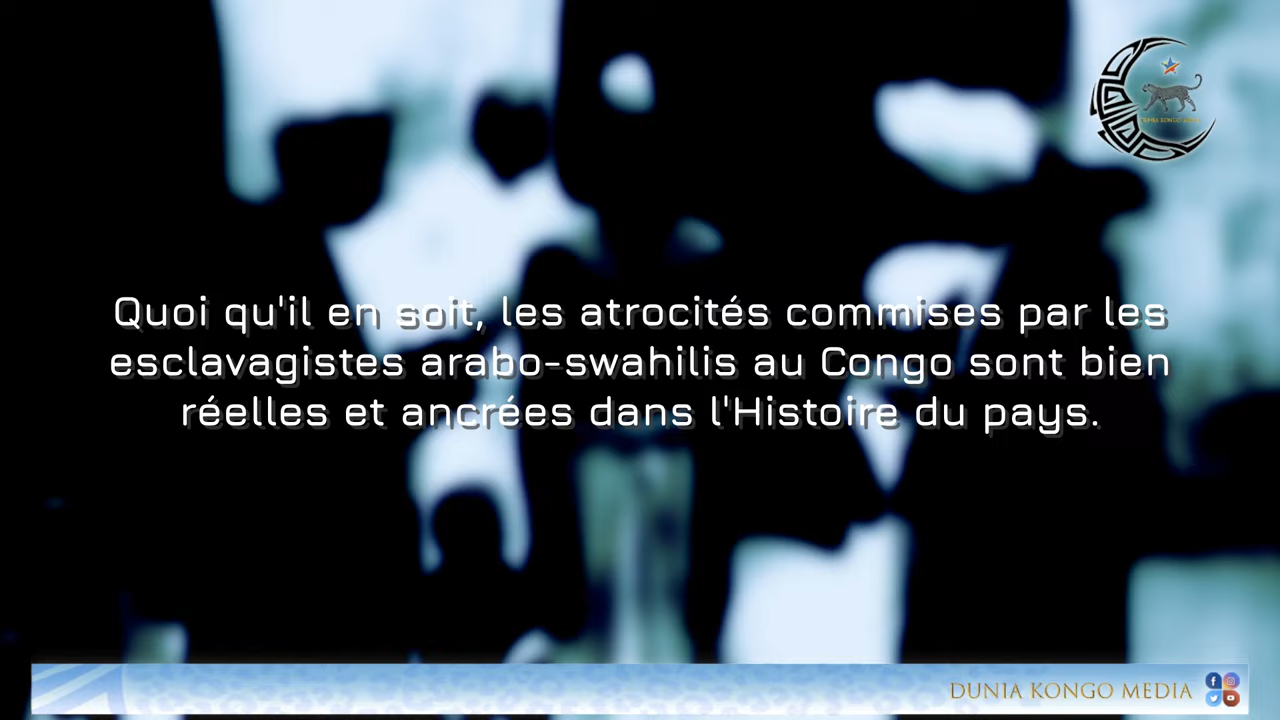 Quoi qu'il en soit, les atrocités commises par les
esclavagistes arabo-swahilis au Congo sont bien
réelles et ancrées dans l'Histoire du pays.
DUNIA KONGO MEDIA